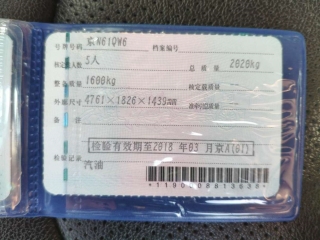 号牌号码 京N61QW6 档案编号
核定载人数 5人 总质量 2020kg
整备质量 1600kg 核定载质量 --
外廓尺寸 4761×1826×1439mm 准牵引总质量 --
备注
检验有效期至2018 年03 月京A(01)
检验记录 汽油